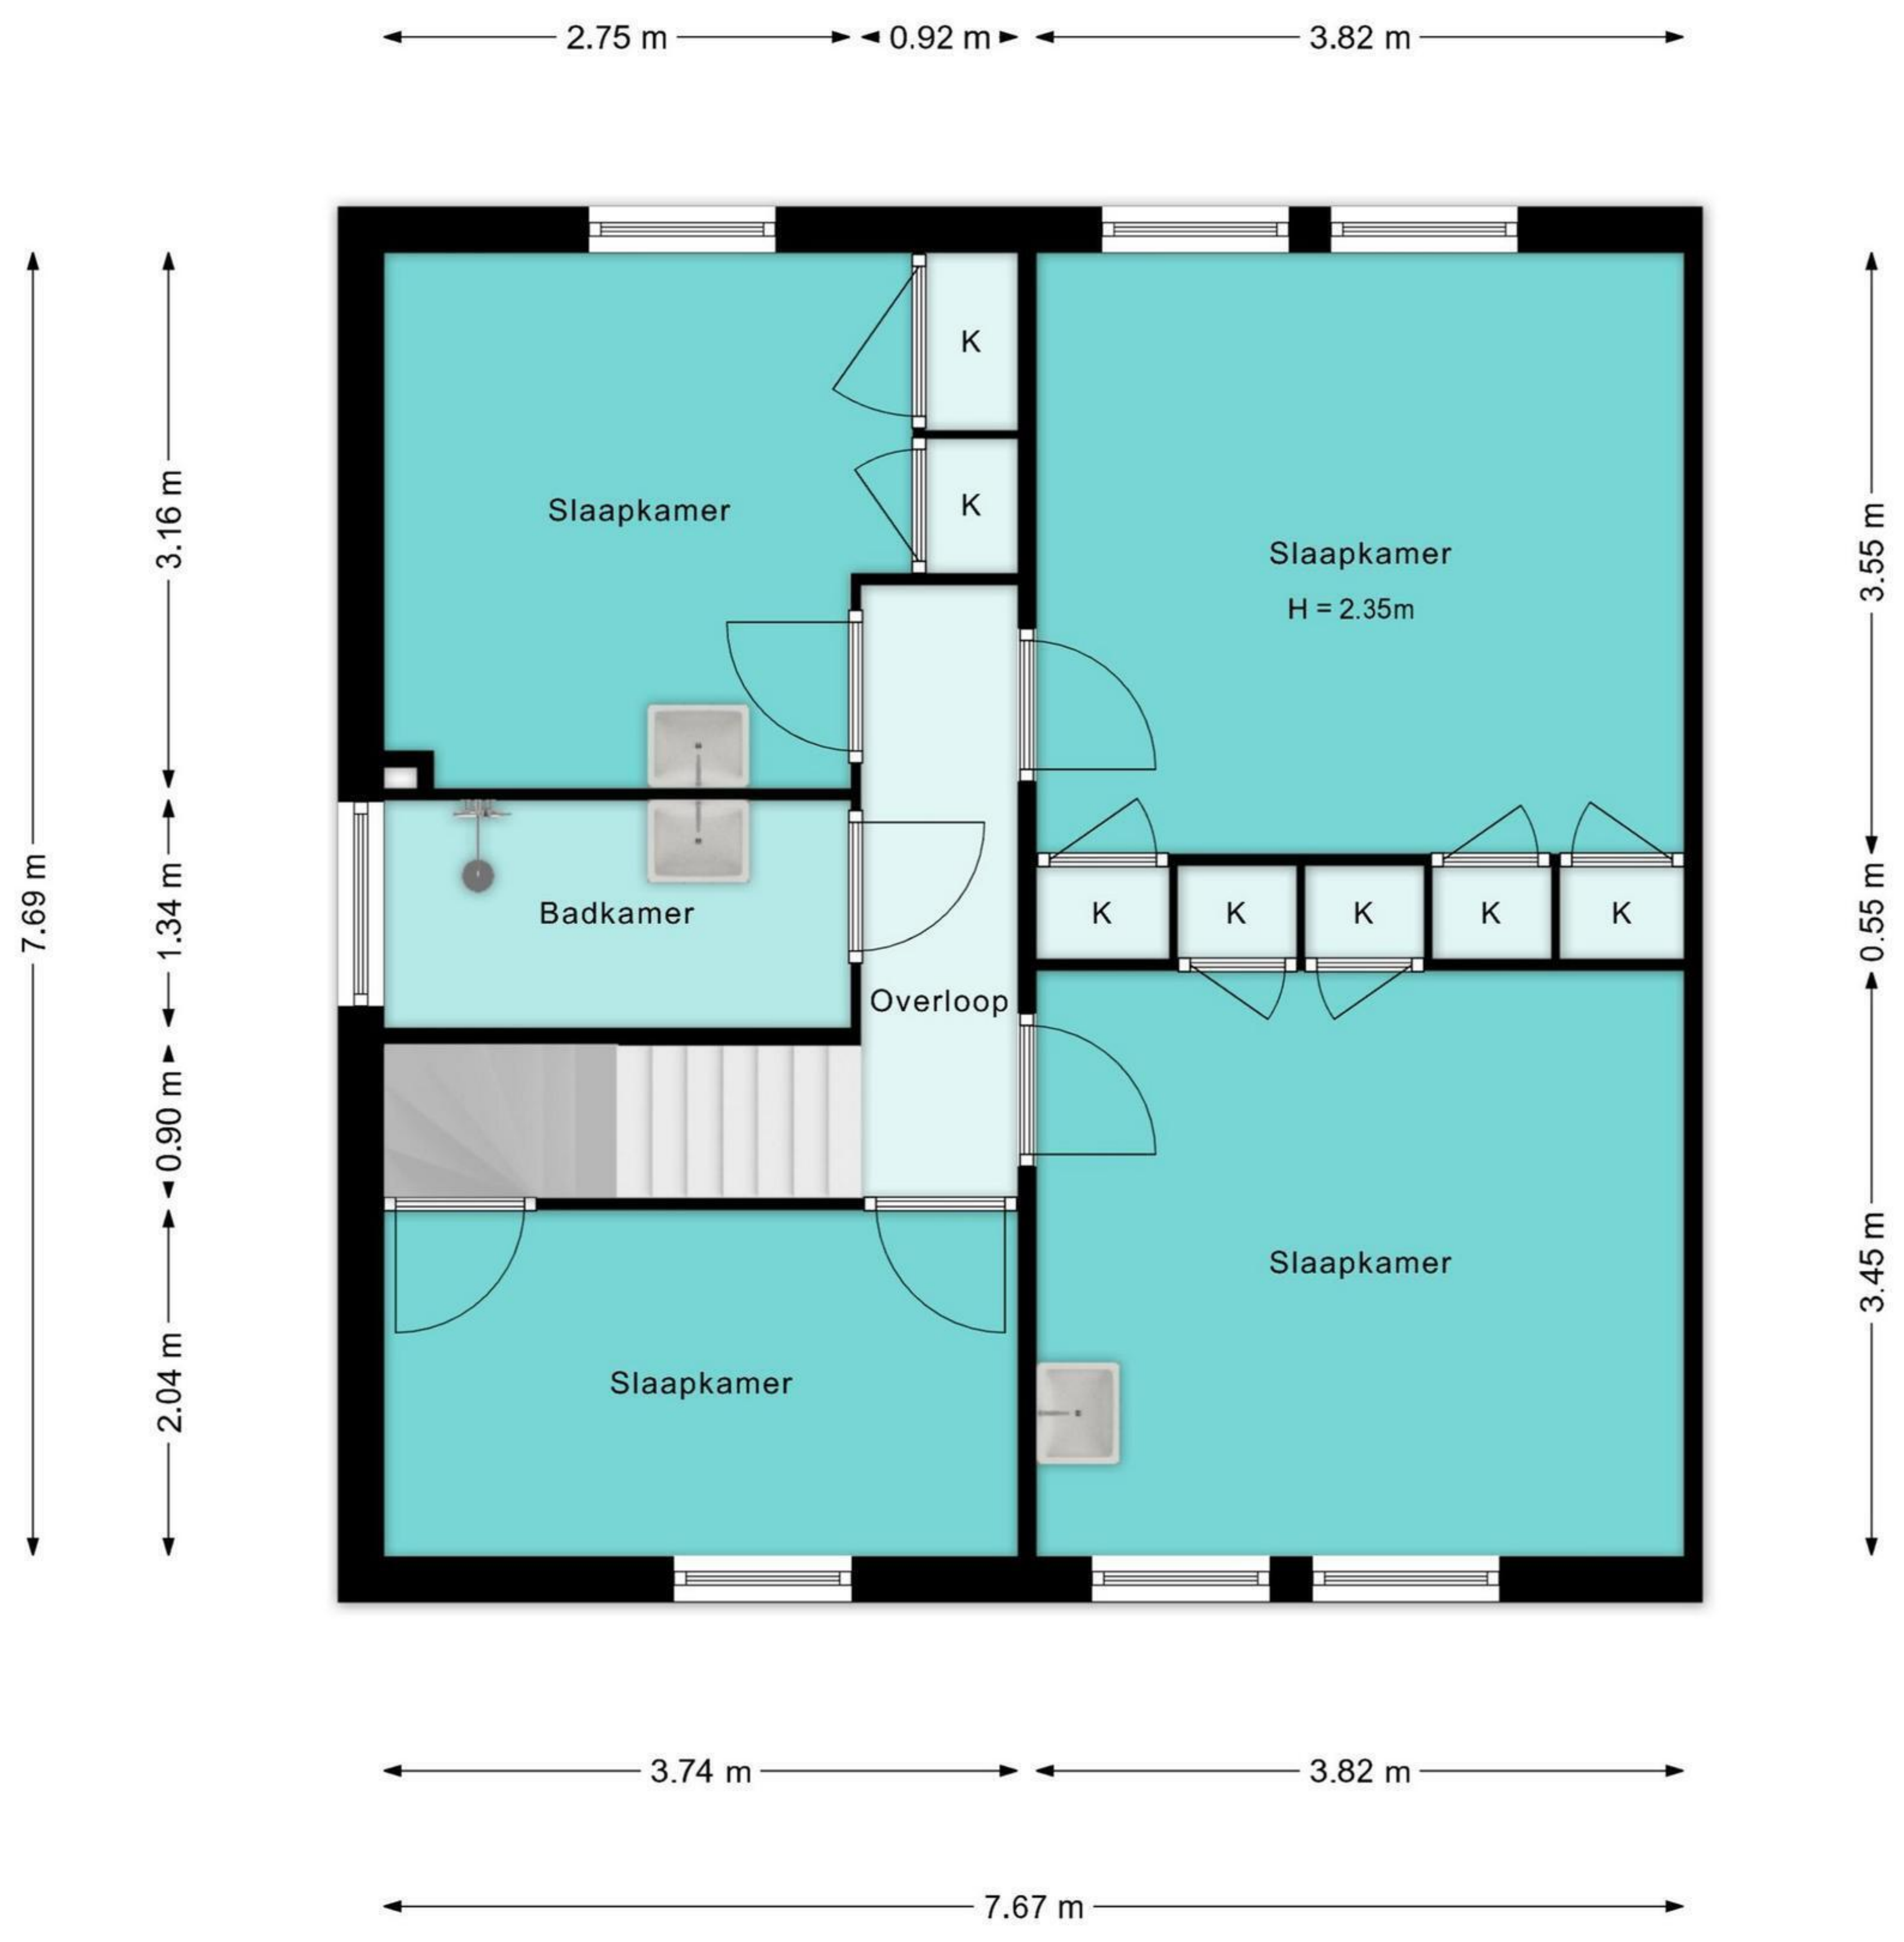 2.75 m
0.92 m
3.82 m
K
K
Slaapkamer
Slaapkamer
H = 2.35m
3.16 m
3.55 m
7.69 m
1.34 m
0.55 m
Badkamer
K
K
K
K
K
Overloop
0.90 m
Slaapkamer
3.45 m
2.04 m
Slaapkamer
3.74 m
3.82 m
7.67 m